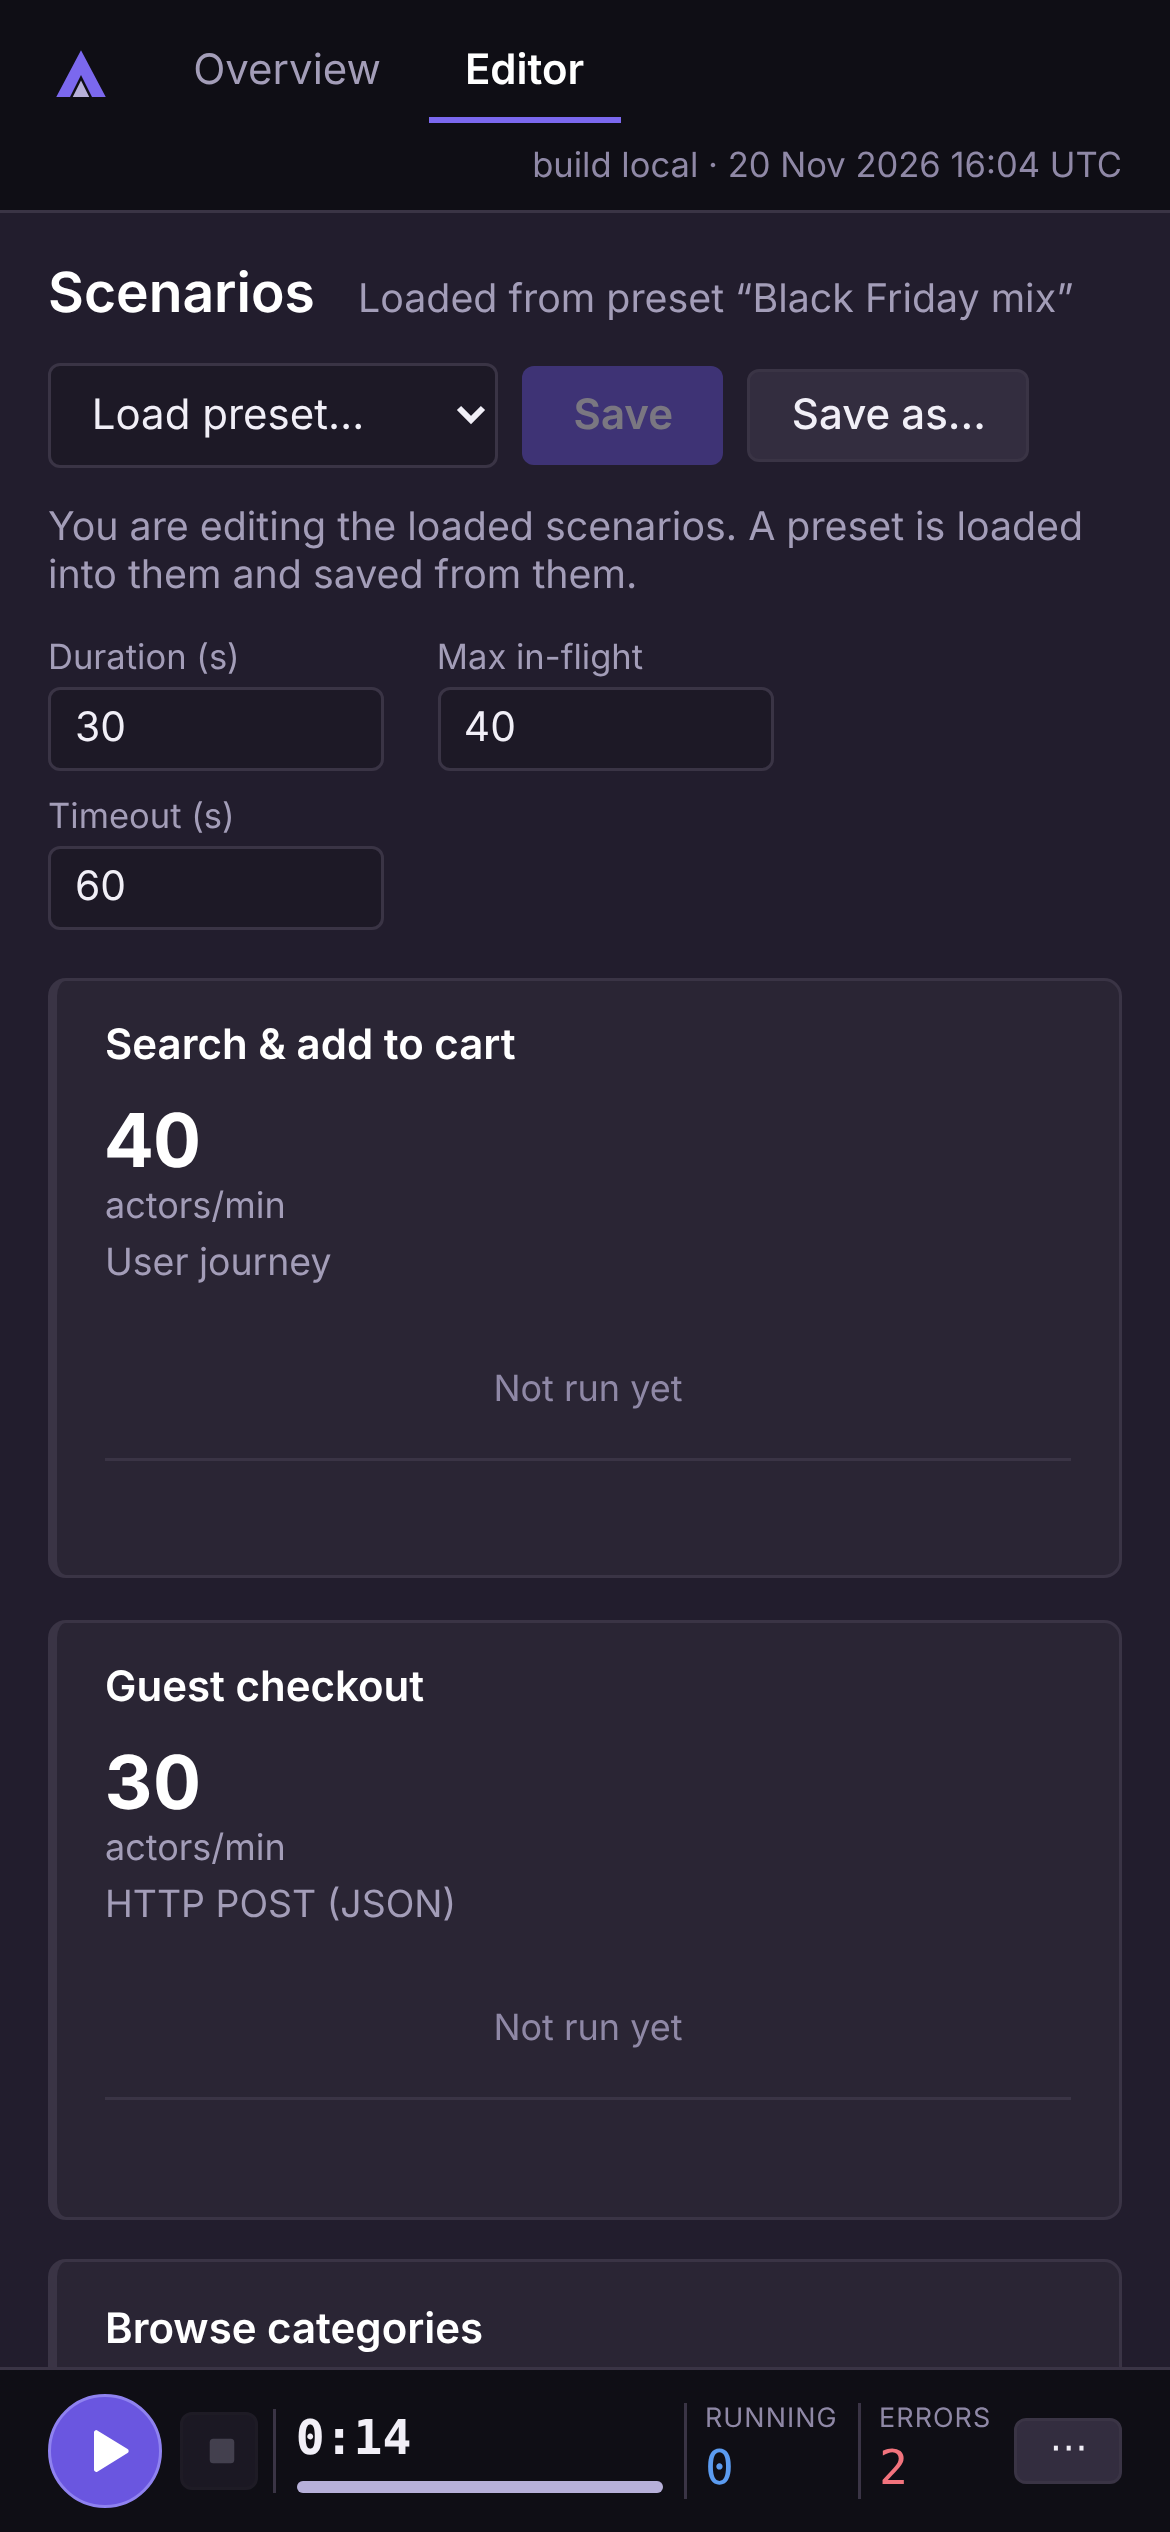 Overview
Editor
build local · 20 Nov 2026 16:04 UTC
Scenarios
Loaded from preset “Black Friday mix”
Load preset...
Save
Save as...
You are editing the loaded scenarios. A preset is loaded
into them and saved from them.
Duration (s)
Max in-flight
30
40
Timeout (s)
60
Search & add to cart
40
actors/min
User journey
Not run yet
Guest checkout
30
actors/min
HTTP POST (JSON)
Not run yet
Browse categories
0:14
RUNNING
0
ERRORS
2
...